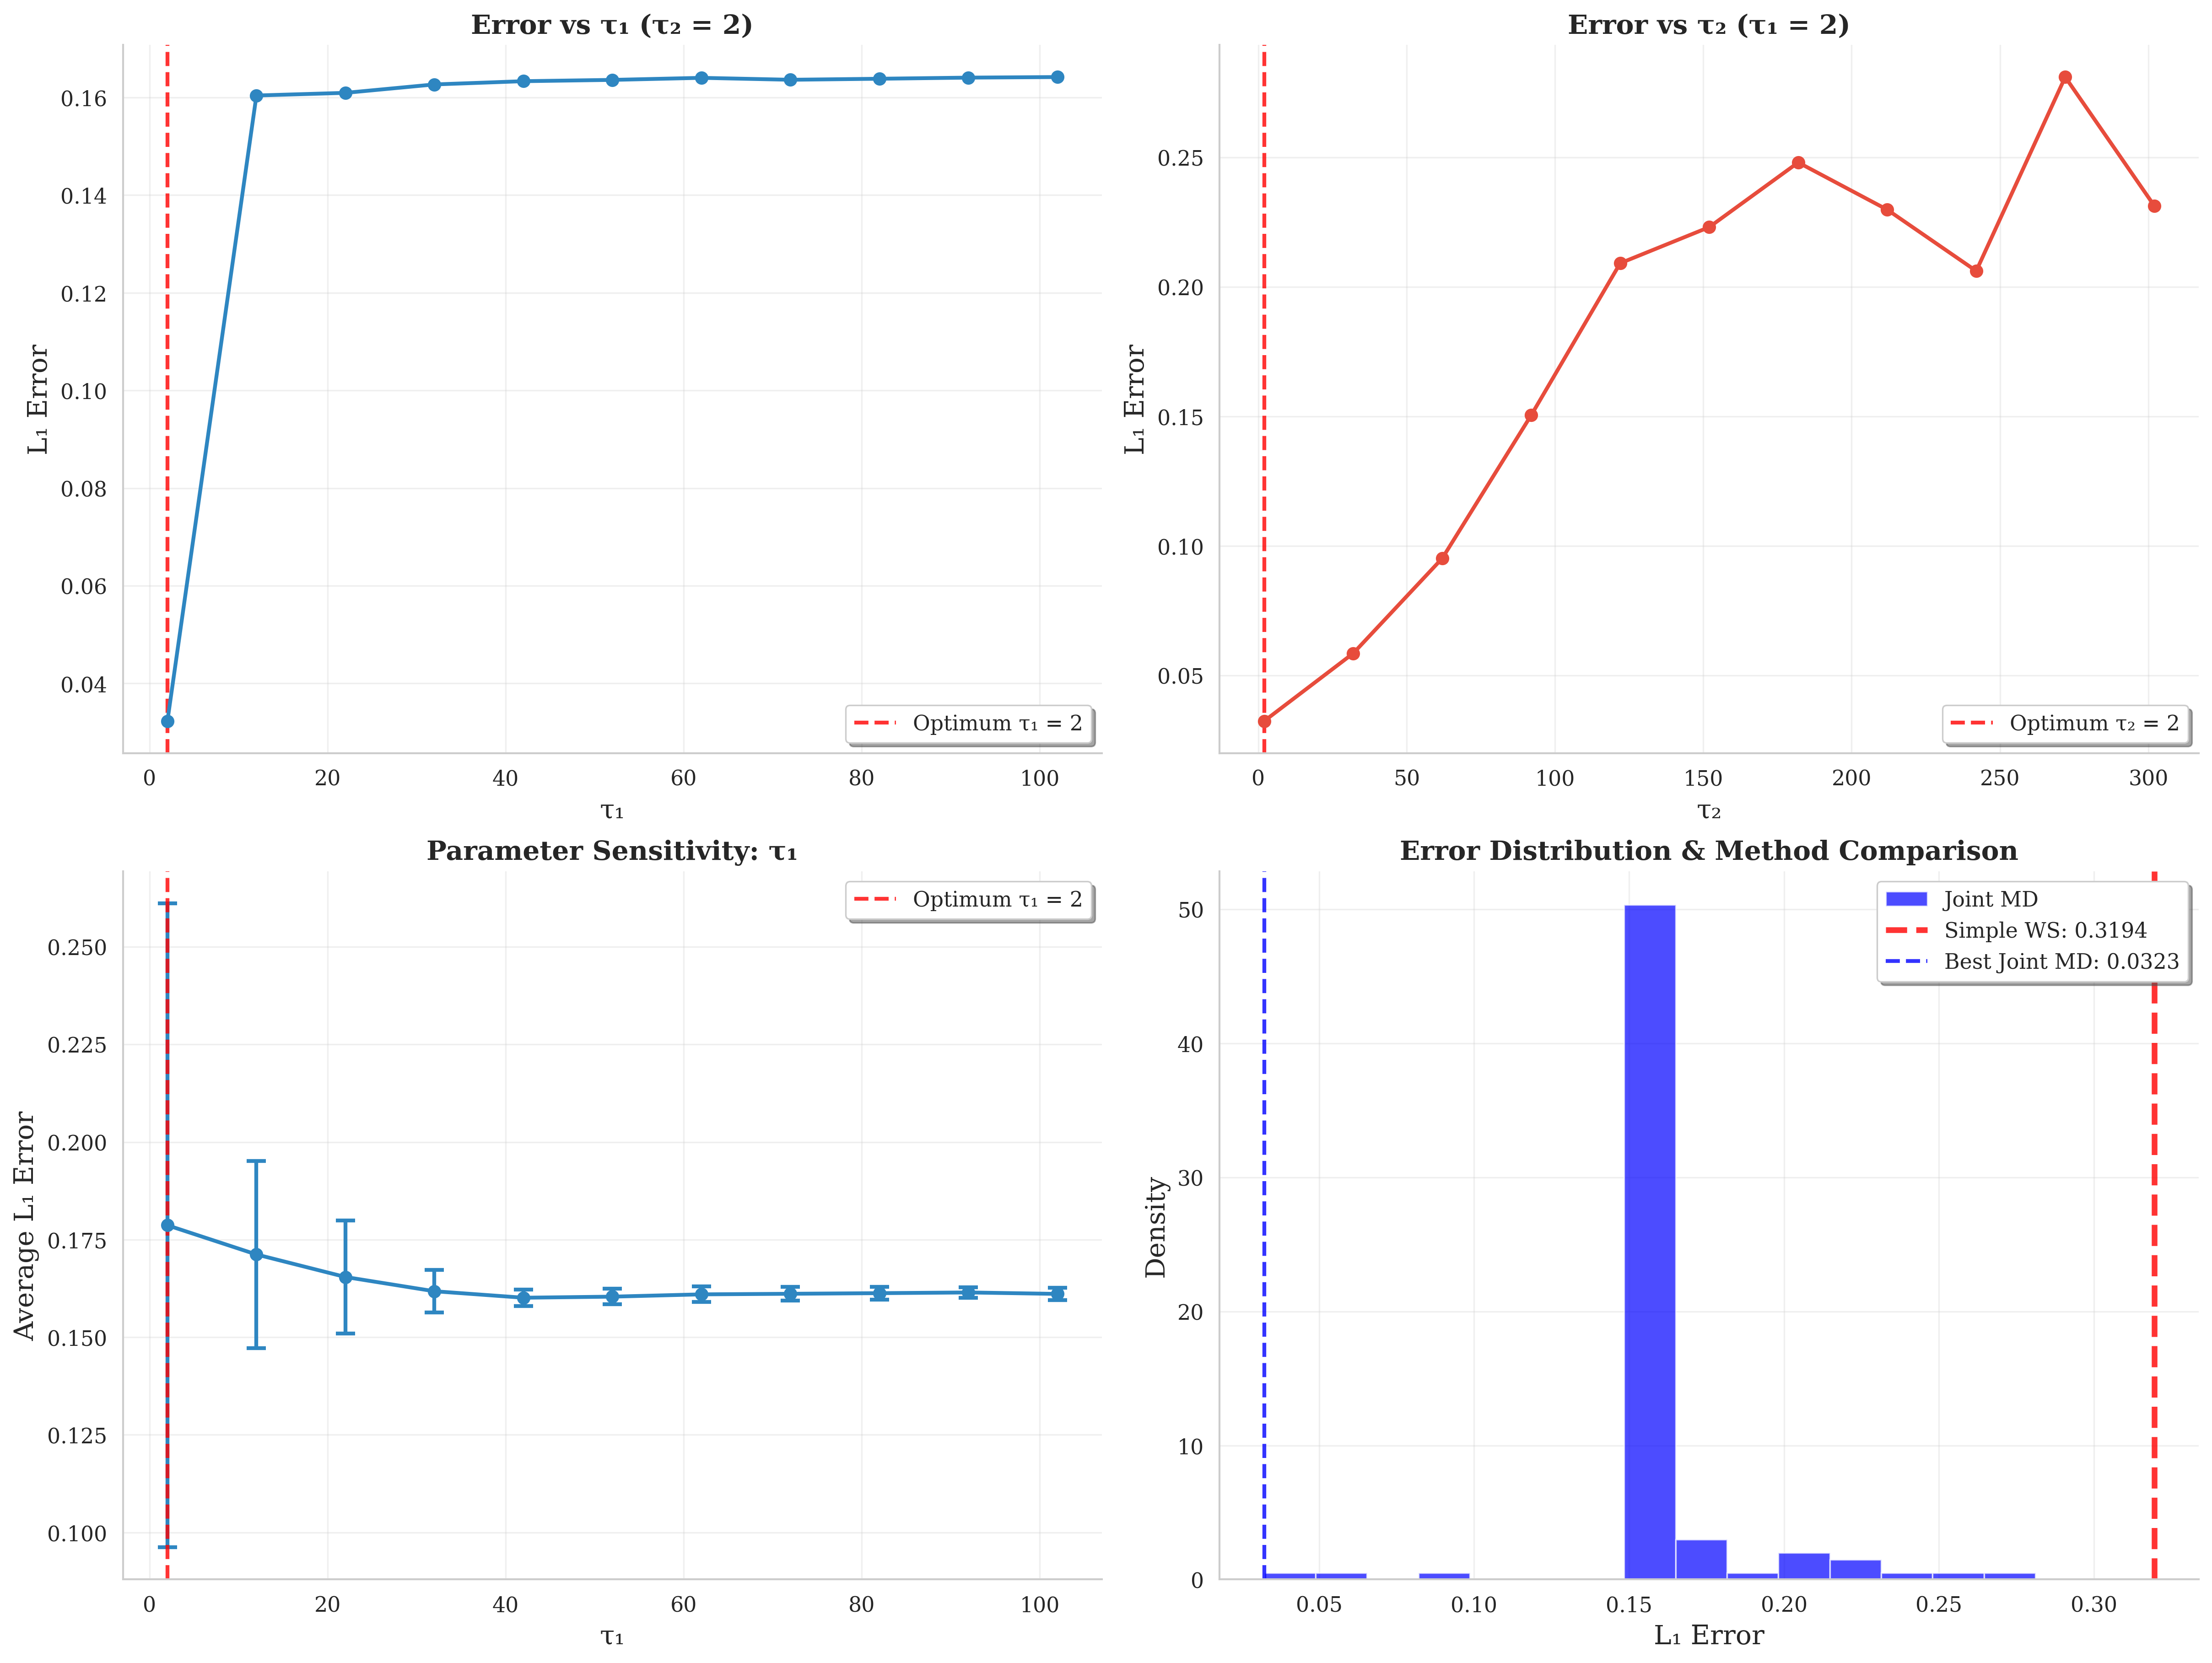 Error vs τ₁ (τ₂ = 2)
L₁ Error
0.16
0.14
0.12
0.10
0.08
0.06
0.04
Optimum τ₁ = 2
0 20 40 60 80 100
τ₁
Error vs τ₂ (τ₁ = 2)
L₁ Error
0.25
0.20
0.15
0.10
0.05
Optimum τ₂ = 2
0 50 100 150 200 250 300
τ₂
Parameter Sensitivity: τ₁
Average L₁ Error
Optimum τ₁ = 2
0.250
0.225
0.200
0.175
0.150
0.125
0.100
0 20 40 60 80 100
τ₁
Error Distribution & Method Comparison
Density
Joint MD
Simple WS: 0.3194
Best Joint MD: 0.0323
50
40
30
20
10
0
0.05 0.10 0.15 0.20 0.25 0.30
L₁ Error